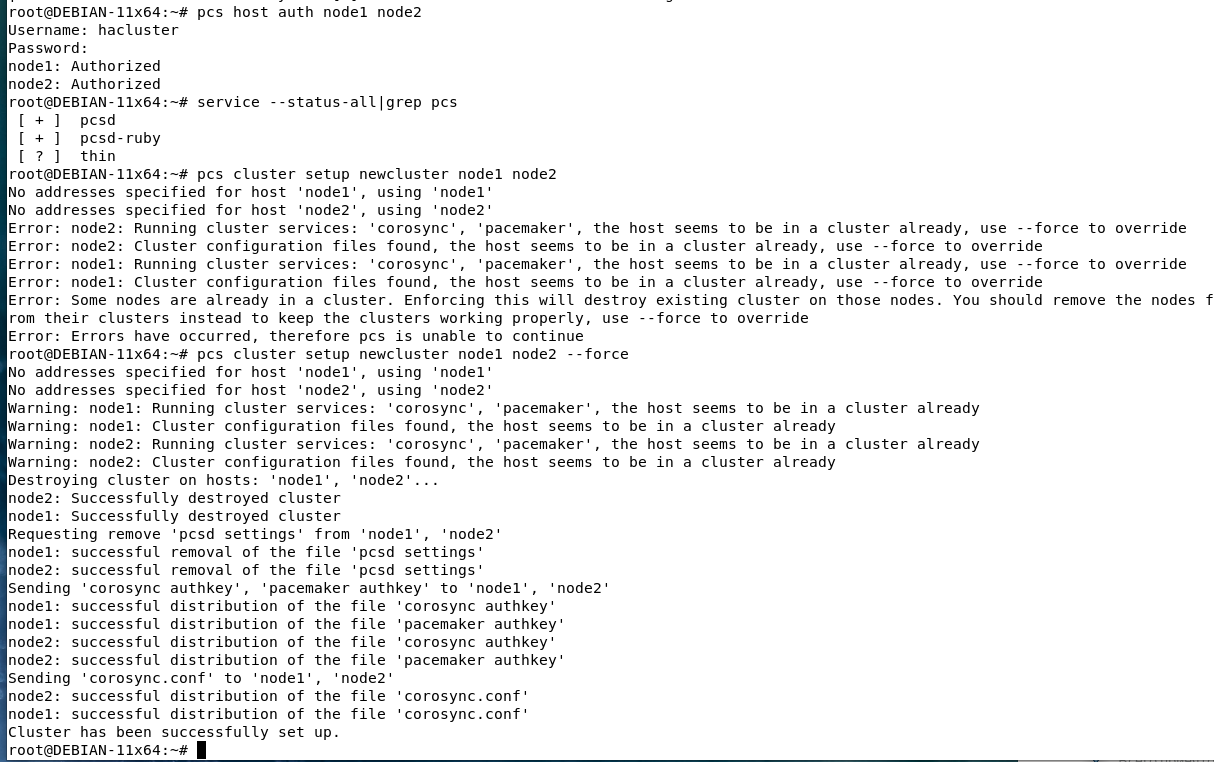 root@DEBIAN-11x64:~# pcs host auth node1 node2
Username: hacluster
Password:
node1: Authorized
node2: Authorized
root@DEBIAN-11x64:~# service --status-all|grep pcs
 [ + ]  pcsd
 [ + ]  pcsd-ruby
 [ ? ]  thin
root@DEBIAN-11x64:~# pcs cluster setup newcluster node1 node2
No addresses specified for host 'node1', using 'node1'
No addresses specified for host 'node2', using 'node2'
Error: node2: Running cluster services: 'corosync', 'pacemaker', the host seems to be in a cluster already, use --force to override
Error: node2: Cluster configuration files found, the host seems to be in a cluster already, use --force to override
Error: node1: Running cluster services: 'corosync', 'pacemaker', the host seems to be in a cluster already, use --force to override
Error: node1: Cluster configuration files found, the host seems to be in a cluster already, use --force to override
Error: Some nodes are already in a cluster. Enforcing this will destroy existing cluster on those nodes. You should remove the nodes f
rom their clusters instead to keep the clusters working properly, use --force to override
Error: Errors have occurred, therefore pcs is unable to continue
root@DEBIAN-11x64:~# pcs cluster setup newcluster node1 node2 --force
No addresses specified for host 'node1', using 'node1'
No addresses specified for host 'node2', using 'node2'
Warning: node1: Running cluster services: 'corosync', 'pacemaker', the host seems to be in a cluster already
Warning: node1: Cluster configuration files found, the host seems to be in a cluster already
Warning: node2: Running cluster services: 'corosync', 'pacemaker', the host seems to be in a cluster already
Warning: node2: Cluster configuration files found, the host seems to be in a cluster already
Destroying cluster on hosts: 'node1', 'node2'...
node2: Successfully destroyed cluster
node1: Successfully destroyed cluster
Requesting remove 'pcsd settings' from 'node1', 'node2'
node1: successful removal of the file 'pcsd settings'
node2: successful removal of the file 'pcsd settings'
Sending 'corosync authkey', 'pacemaker authkey' to 'node1', 'node2'
node1: successful distribution of the file 'corosync authkey'
node1: successful distribution of the file 'pacemaker authkey'
node2: successful distribution of the file 'corosync authkey'
node2: successful distribution of the file 'pacemaker authkey'
Sending 'corosync.conf' to 'node1', 'node2'
node2: successful distribution of the file 'corosync.conf'
node1: successful distribution of the file 'corosync.conf'
Cluster has been successfully set up.
root@DEBIAN-11x64:~#